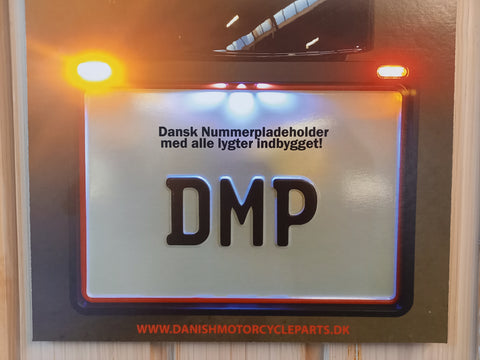 Dansk Nummerpladeholder
med alle lygter indbygget!
DMP
WWW.DANISHMOTORCYCLEPARTS.DK